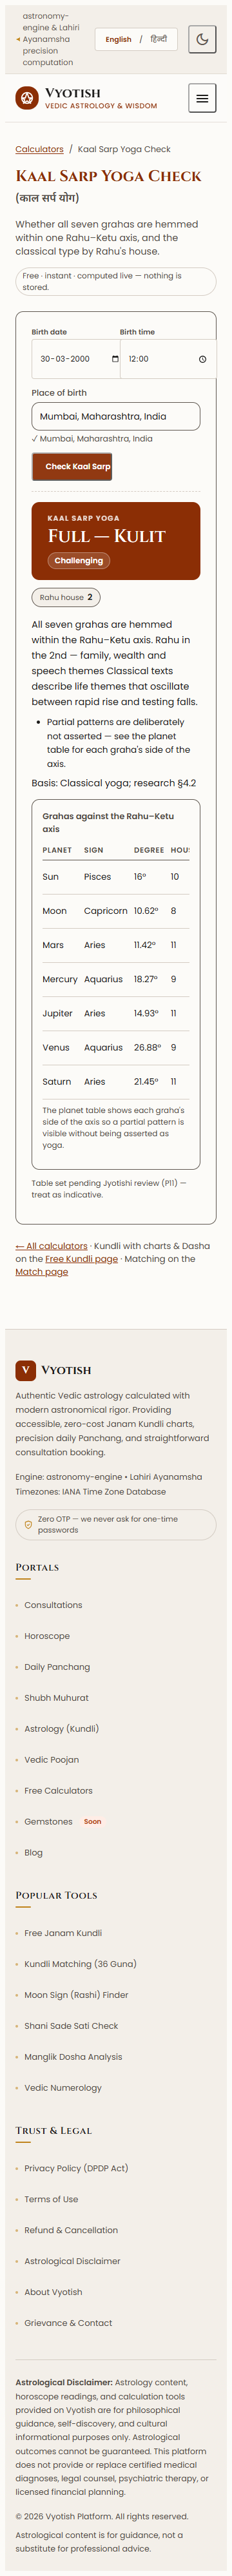 astronomy-
engine & Lahiri
Ayanamsha
precision
computation
English / हिन्दी
VYOTISH
VEDIC ASTROLOGY & WISDOM
Calculators / Kaal Sarp Yoga Check
KAAL SARP YOGA CHECK
(काल सर्प योग)
Whether all seven grahas are hemmed
within one Rahu–Ketu axis, and the
classical type by Rahu's house.
Free · instant · computed live — nothing is
stored.
Birth date Birth time
30-03-2000 12:00
Place of birth
Mumbai, Maharashtra, India
✓ Mumbai, Maharashtra, India
Check Kaal Sarp
KAAL SARP YOGA
FULL — KULIT
Challenging
Rahu house 2
All seven grahas are hemmed
within the Rahu–Ketu axis. Rahu in
the 2nd — family, wealth and
speech themes Classical texts
describe life themes that oscillate
between rapid rise and testing falls.
• Partial patterns are deliberately
not asserted — see the planet
table for each graha's side of the
axis.
Basis: Classical yoga; research §4.2
Grahas against the Rahu–Ketu
axis
PLANET SIGN DEGREE HOU
Sun Pisces 16° 10
Moon Capricorn 10.62° 8
Mars Aries 11.42° 11
Mercury Aquarius 18.27° 9
Jupiter Aries 14.93° 11
Venus Aquarius 26.88° 9
Saturn Aries 21.45° 11
The planet table shows each graha's
side of the axis so a partial pattern is
visible without being asserted as
yoga.
Table set pending Jyotishi review (P11) —
treat as indicative.
← All calculators · Kundli with charts & Dasha
on the Free Kundli page · Matching on the
Match page
V VYOTISH
Authentic Vedic astrology calculated with
modern astronomical rigor. Providing
accessible, zero-cost Janam Kundli charts,
precision daily Panchang, and straightforward
consultation booking.
Engine: astronomy-engine • Lahiri Ayanamsha
Timezones: IANA Time Zone Database
Zero OTP — we never ask for one-time
passwords
PORTALS
Consultations
Horoscope
Daily Panchang
Shubh Muhurat
Astrology (Kundli)
Vedic Poojan
Free Calculators
Gemstones Soon
Blog
POPULAR TOOLS
Free Janam Kundli
Kundli Matching (36 Guna)
Moon Sign (Rashi) Finder
Shani Sade Sati Check
Manglik Dosha Analysis
Vedic Numerology
TRUST & LEGAL
Privacy Policy (DPDP Act)
Terms of Use
Refund & Cancellation
Astrological Disclaimer
About Vyotish
Grievance & Contact
Astrological Disclaimer: Astrology content,
horoscope readings, and calculation tools
provided on Vyotish are for philosophical
guidance, self-discovery, and cultural
informational purposes only. Astrological
outcomes cannot be guaranteed. This platform
does not provide or replace certified medical
diagnoses, legal counsel, psychiatric therapy, or
licensed financial planning.
© 2026 Vyotish Platform. All rights reserved.
Astrological content is for guidance, not a
substitute for professional advice.